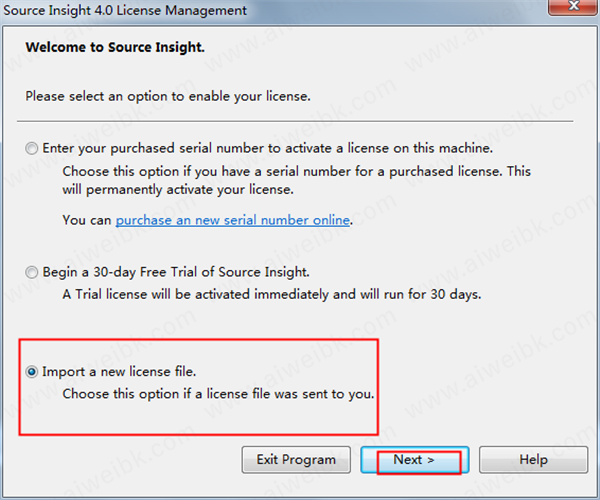 Source Insight 4.0 License Management
Welcome to Source Insight.
Please select an option to enable your license.
Enter your purchased serial number to activate a license on this machine.
Choose this option if you have a serial number for a purchased license. This
will permanently activate your license.
You can purchase an new serial number online.
Begin a 30-day Free Trial of Source Insight.
A Trial license will be activated immediately and will run for 30 days.
Import a new license file.
Choose this option if a license file was sent to you.
Exit Program
Next >
Help
www.aiweibk.com